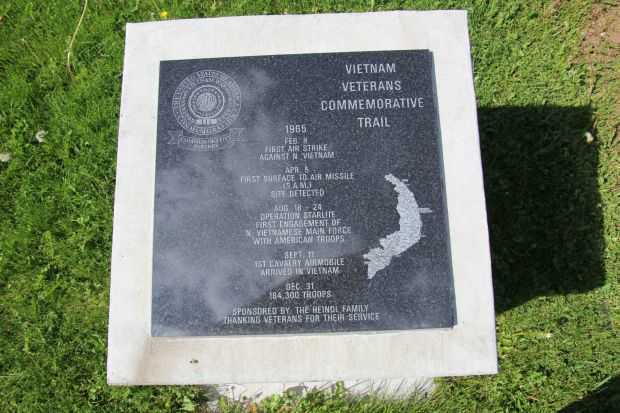 VIETNAM
VETERANS
COMMEMORATIVE
TRAIL
1965
FEB. 8
FIRST AIR STRIKE
AGAINST N. VIETNAM
APR. 5
FIRST SURFACE TO AIR MISSILE
(S.A.M.)
SITE DETECTED
AUG. 18 - 24
OPERATION STARLITE
FIRST ENGAGEMENT OF
N. VIETNAMESE MAIN FORCE
WITH AMERICAN TROOPS
SEPT. 11
1ST CAVALRY AIRMOBILE
ARRIVED IN VIETNAM
DEC. 31
184,300 TROOPS
SPONSORED BY: THE HEINDL FAMILY
THANKING VETERANS FOR THEIR SERVICE